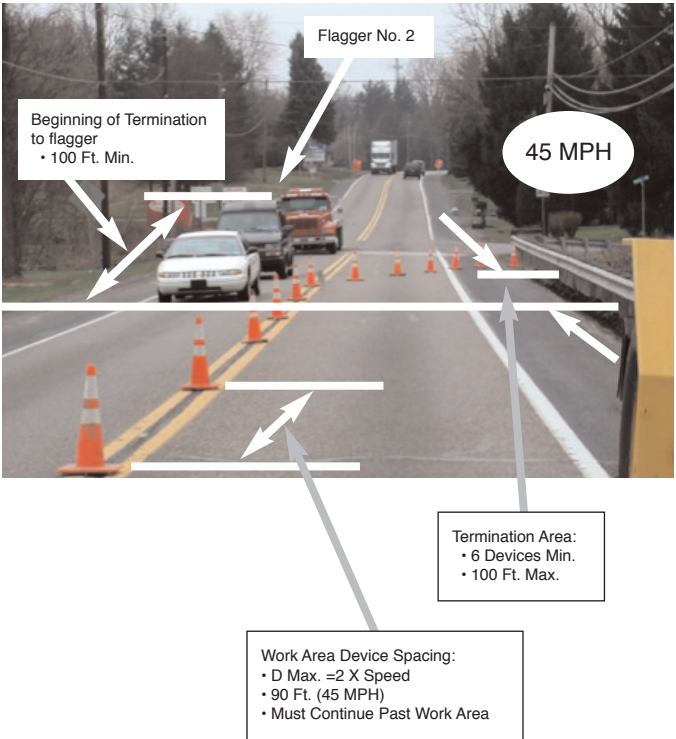 Flagger No. 2
Beginning of Termination
to flagger
• 100 Ft. Min.
45 MPH
Termination Area:
• 6 Devices Min.
• 100 Ft. Max.
Work Area Device Spacing:
• D Max. =2 X Speed
• 90 Ft. (45 MPH)
• Must Continue Past Work Area